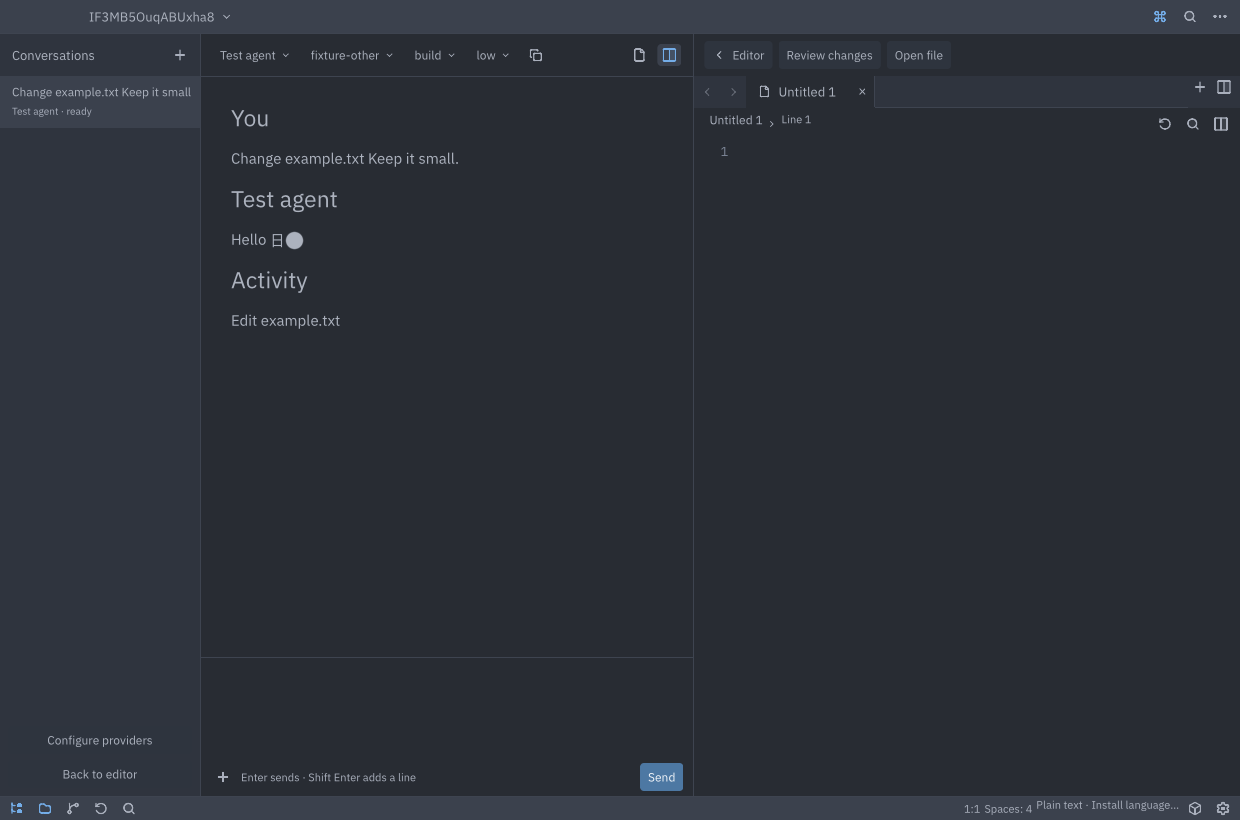 IF3MB5OuqABUxha8
Conversations
Test agent fixture-other build low
Editor Review changes Open file
Change example.txt Keep it small
Test agent · ready
Untitled 1 ×
Untitled 1 › Line 1
1
You
Change example.txt Keep it small.
Test agent
Hello 日
Activity
Edit example.txt
Configure providers
Back to editor
Enter sends · Shift Enter adds a line
Send
1:1 Spaces: 4 Plain text · Install language...